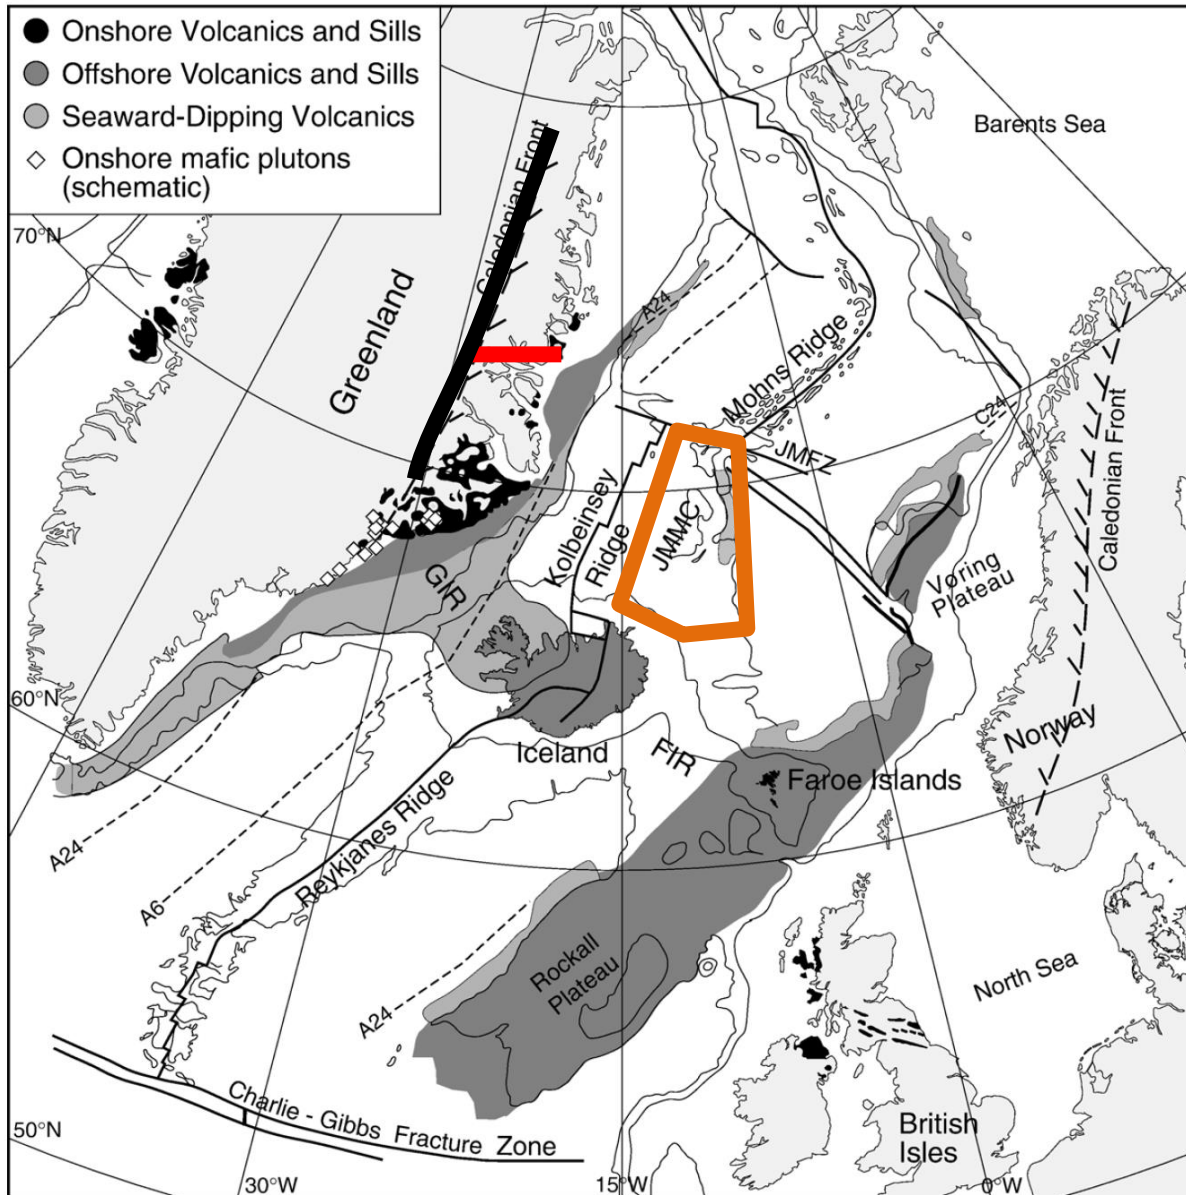 Onshore Volcanics and Sills
Offshore Volcanics and Sills
Seaward-Dipping Volcanics
Onshore mafic plutons
(schematic)
Barents Sea
70°N
Caledonian Front
Greenland
A24
Mohns Ridge
JMFZ
C24
Caledonian Front
Kolbeinsey
Ridge
JMMC
Voring
Plateau
GIR
60°N
Norway
Iceland
FIR
Faroe Islands
Reykjanes Ridge
A24
A6
Rockall
Plateau
North Sea
A24
Charlie - Gibbs Fracture Zone
British
Isles
50°N
30°W
15°W
0°W